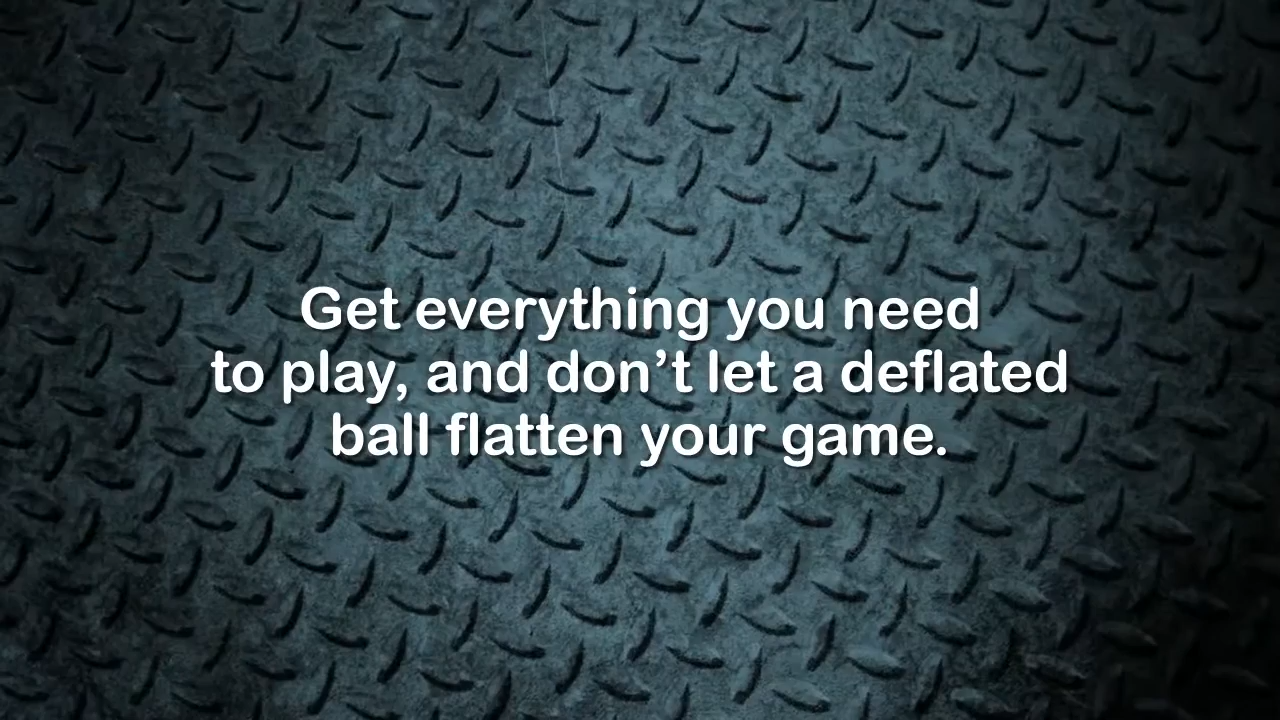 Get everything you need
to play, and don’t let a deflated
ball flatten your game.